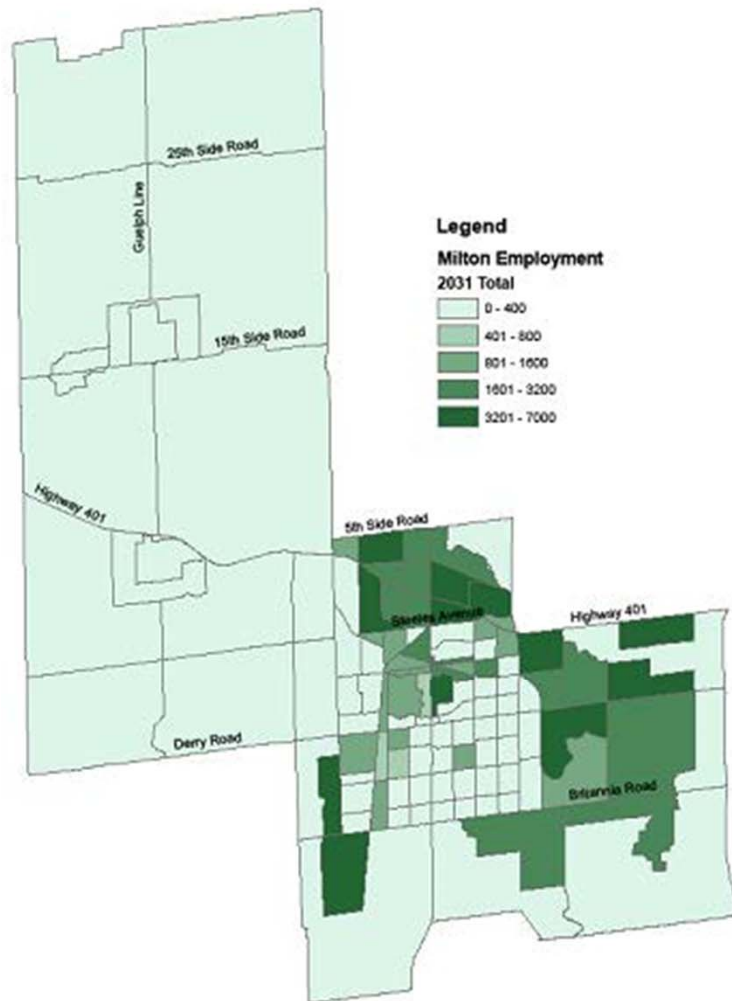 25th Side Road
Guelph Line
Legend
Milton Employment
2031 Total
0 - 400
401 - 800
801 - 1600
1601 - 3200
3201 - 7000
15th Side Road
Highway 401
5th Side Road
Steeles Avenue
Highway 401
Derry Road
Britannia Road